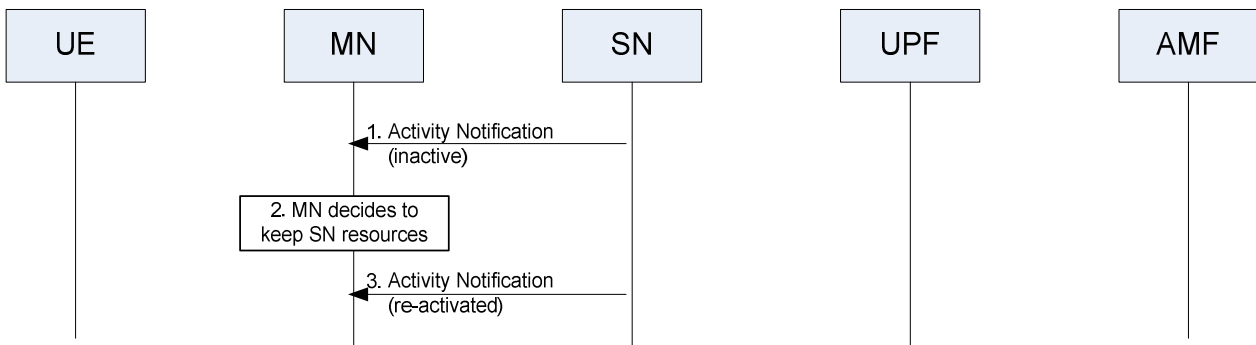 UE
MN
SN
UPF
AMF
1. Activity Notification
(inactive)
2. MN decides to
keep SN resources
3. Activity Notification
(re-activated)